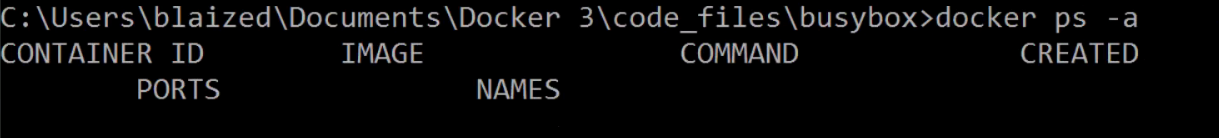 C:\Users\blaized\Documents\Docker 3\code_files\busybox>docker ps -a
CONTAINER ID IMAGE COMMAND CREATED
PORTS NAMES